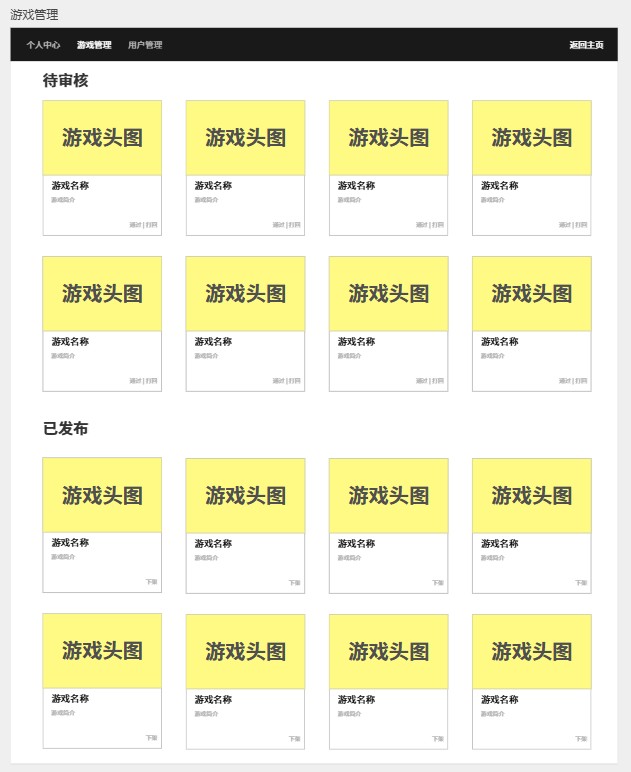 游戏管理
个人中心 游戏管理 用户管理 返回主页
待审核
游戏头图 游戏头图 游戏头图 游戏头图
游戏名称 游戏名称 游戏名称 游戏名称
游戏简介 游戏简介 游戏简介 游戏简介
通过 | 打回 通过 | 打回 通过 | 打回 通过 | 打回
游戏头图 游戏头图 游戏头图 游戏头图
游戏名称 游戏名称 游戏名称 游戏名称
游戏简介 游戏简介 游戏简介 游戏简介
通过 | 打回 通过 | 打回 通过 | 打回 通过 | 打回
已发布
游戏头图 游戏头图 游戏头图 游戏头图
游戏名称 游戏名称 游戏名称 游戏名称
游戏简介 游戏简介 游戏简介 游戏简介
下架 下架 下架 下架
游戏头图 游戏头图 游戏头图 游戏头图
游戏名称 游戏名称 游戏名称 游戏名称
游戏简介 游戏简介 游戏简介 游戏简介
下架 下架 下架 下架